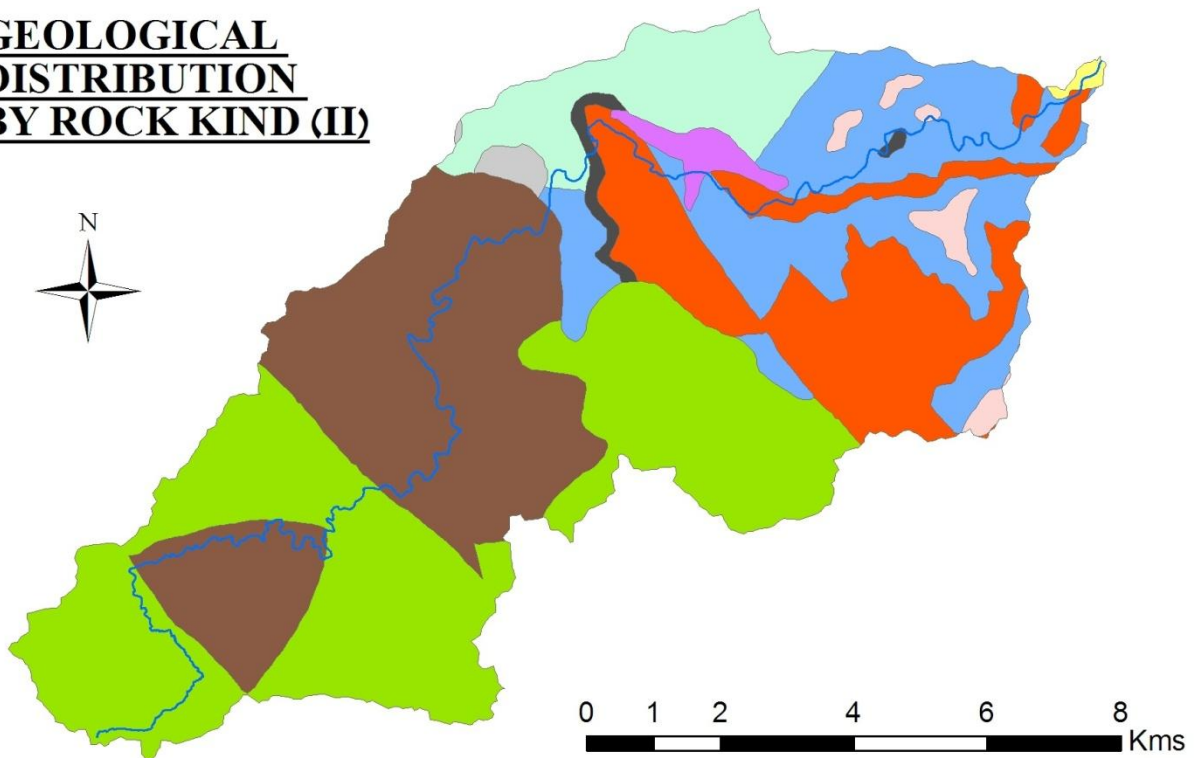 GEOLOGICAL
DISTRIBUTION
BY ROCK KIND (II)
N
0 1 2 4 6 8
Kms